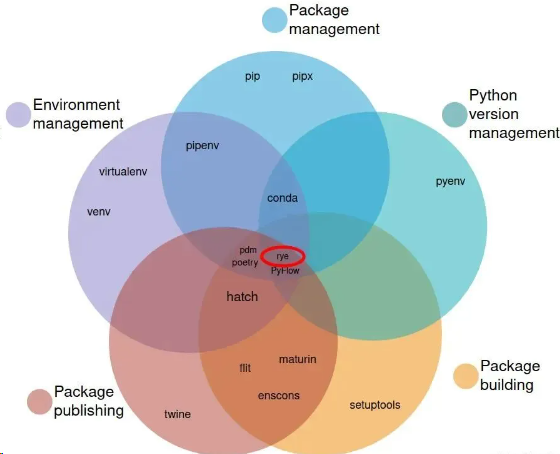 Package
management
pip pipx
Environment
management
Python
version
management
pipenv
virtualenv
pyenv
conda
venv
pdm
rye
poetry
PyFlow
hatch
maturin
flit
enscons
Package
building
Package
publishing
setuptools
twine